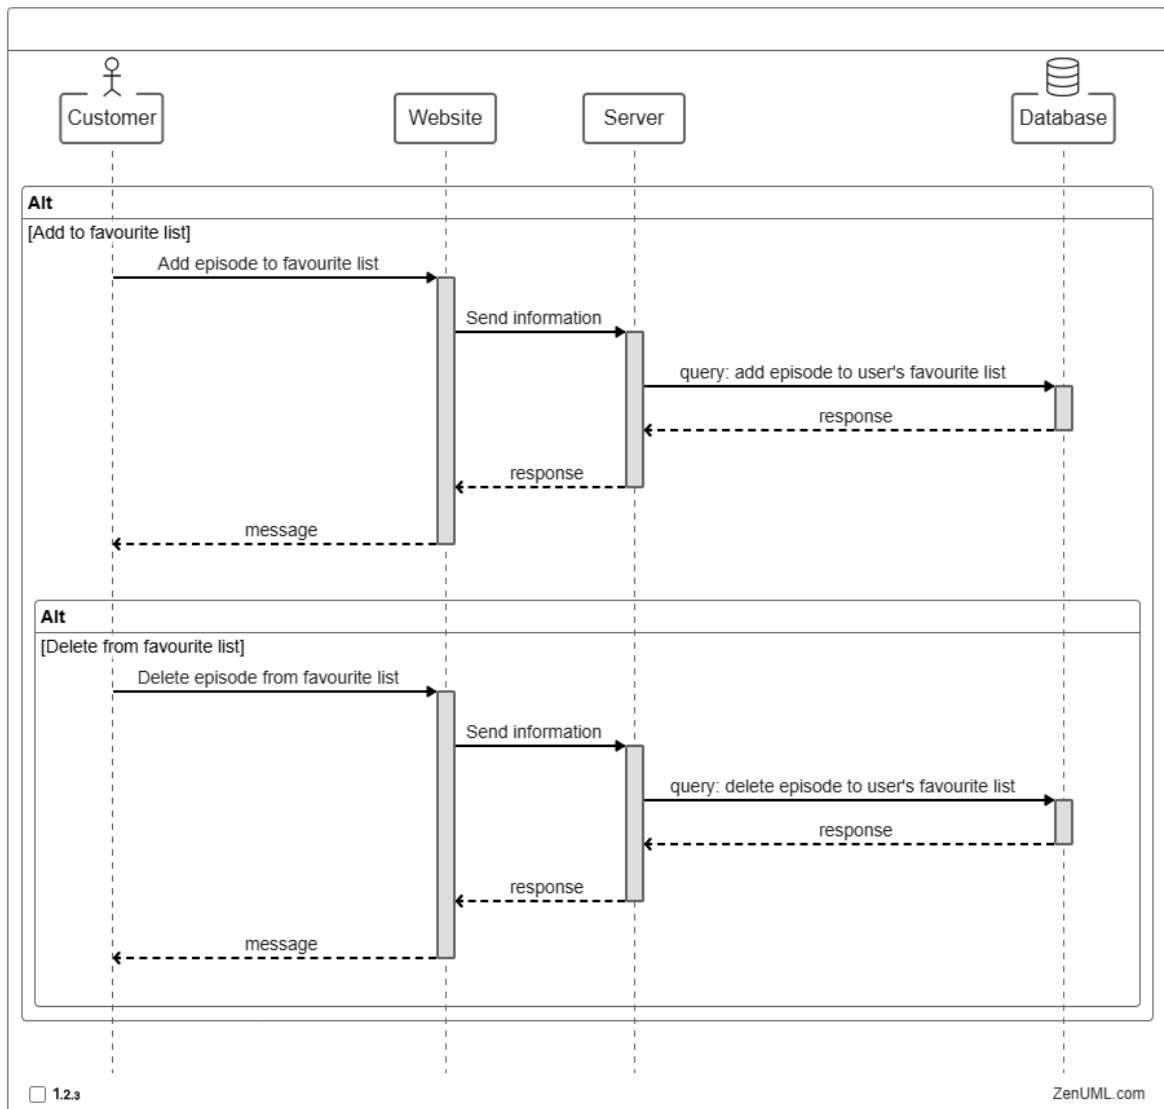 Customer
Website
Server
Database
Alt
[Add to favourite list]
Add episode to favourite list
Send information
query: add episode to user's favourite list
response
response
message
Alt
[Delete from favourite list]
Delete episode from favourite list
Send information
query: delete episode to user's favourite list
response
response
message
1.2.3
ZenUML.com